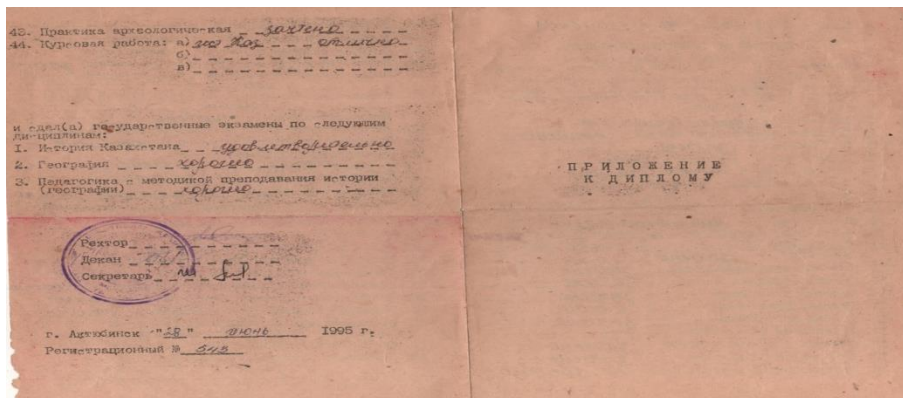 43. Практика археологическая зачтено
44. Курсовая работа: а) отлично
б)
в)
и сдал(а) государственные экзамены по следующим
дисциплинам:
1. История Казахстана удовлетворительно
2. География хорошо
3. Педагогика с методикой преподавания истории
(географии) хорошо
Ректор
Декан
Секретарь
г. Актюбинск "28" июнь 1995 г.
Регистрационный № 543
ПРИЛОЖЕНИЕ
К ДИПЛОМУ